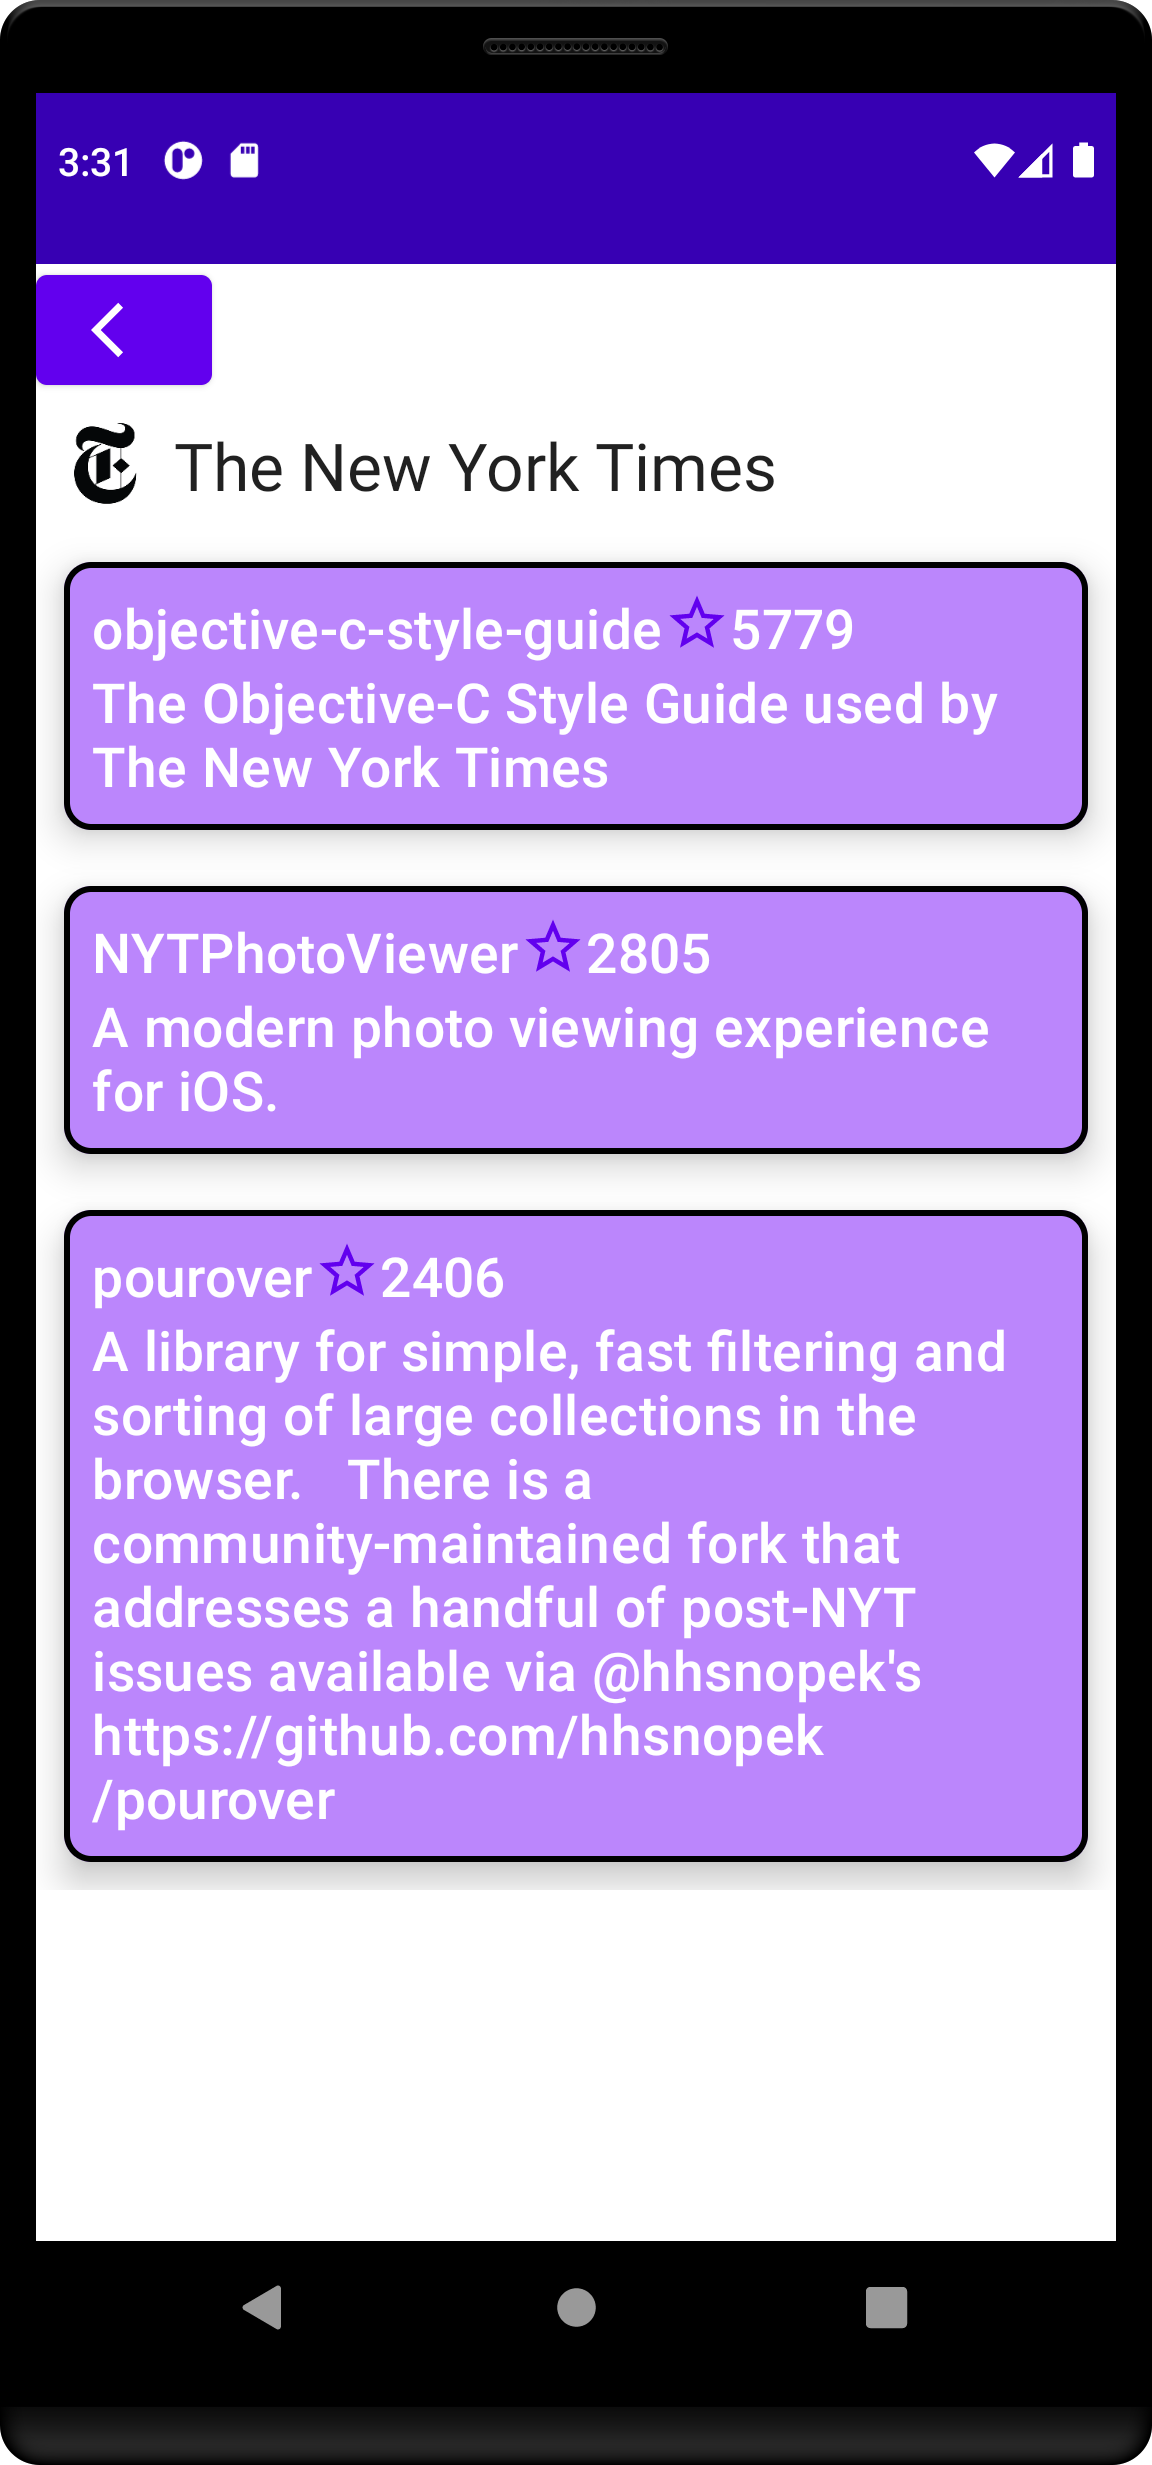 3:31
The New York Times
objective-c-style-guide 5779
The Objective-C Style Guide used by
The New York Times
NYTPhotoViewer 2805
A modern photo viewing experience
for iOS.
pourover 2406
A library for simple, fast filtering and
sorting of large collections in the
browser.   There is a
community-maintained fork that
addresses a handful of post-NYT
issues available via @hhsnopek's
https://github.com/hhsnopek
/pourover